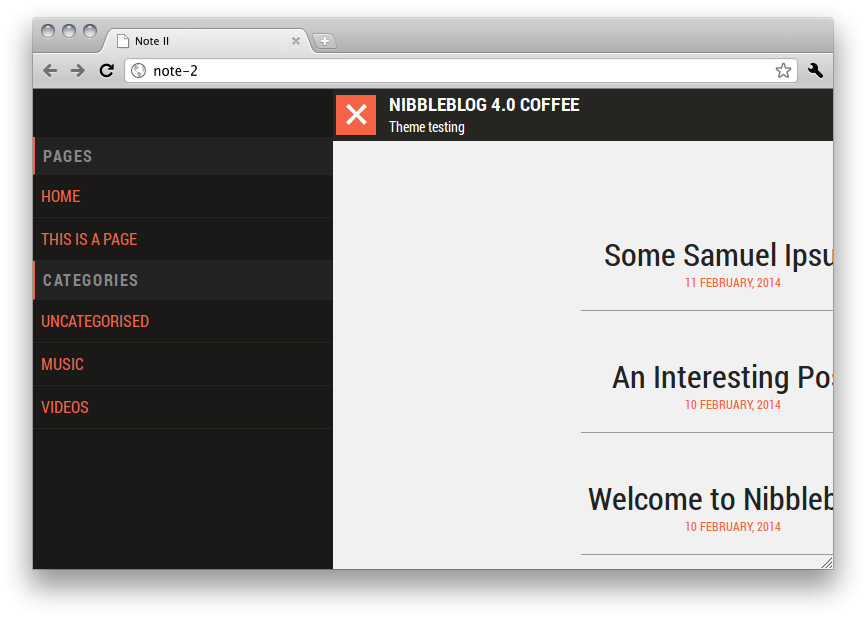 Note II
note-2
NIBBLEBLOG 4.0 COFFEE
Theme testing
PAGES
HOME
THIS IS A PAGE
CATEGORIES
UNCATEGORISED
MUSIC
VIDEOS
Some Samuel Ipsu
11 FEBRUARY, 2014
An Interesting Pos
10 FEBRUARY, 2014
Welcome to Nibbleb
10 FEBRUARY, 2014